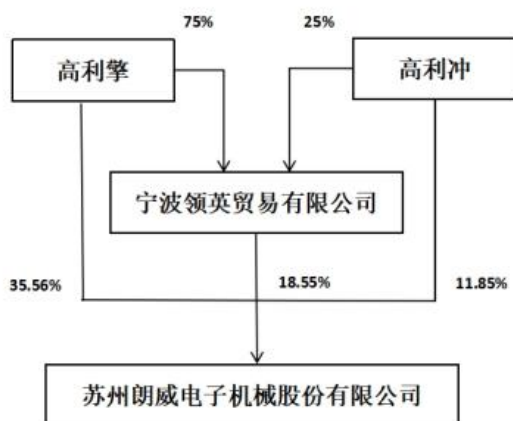 75%
25%
高利擎
高利冲
宁波领英贸易有限公司
35.56%
18.55%
11.85%
苏州朗威电子机械股份有限公司